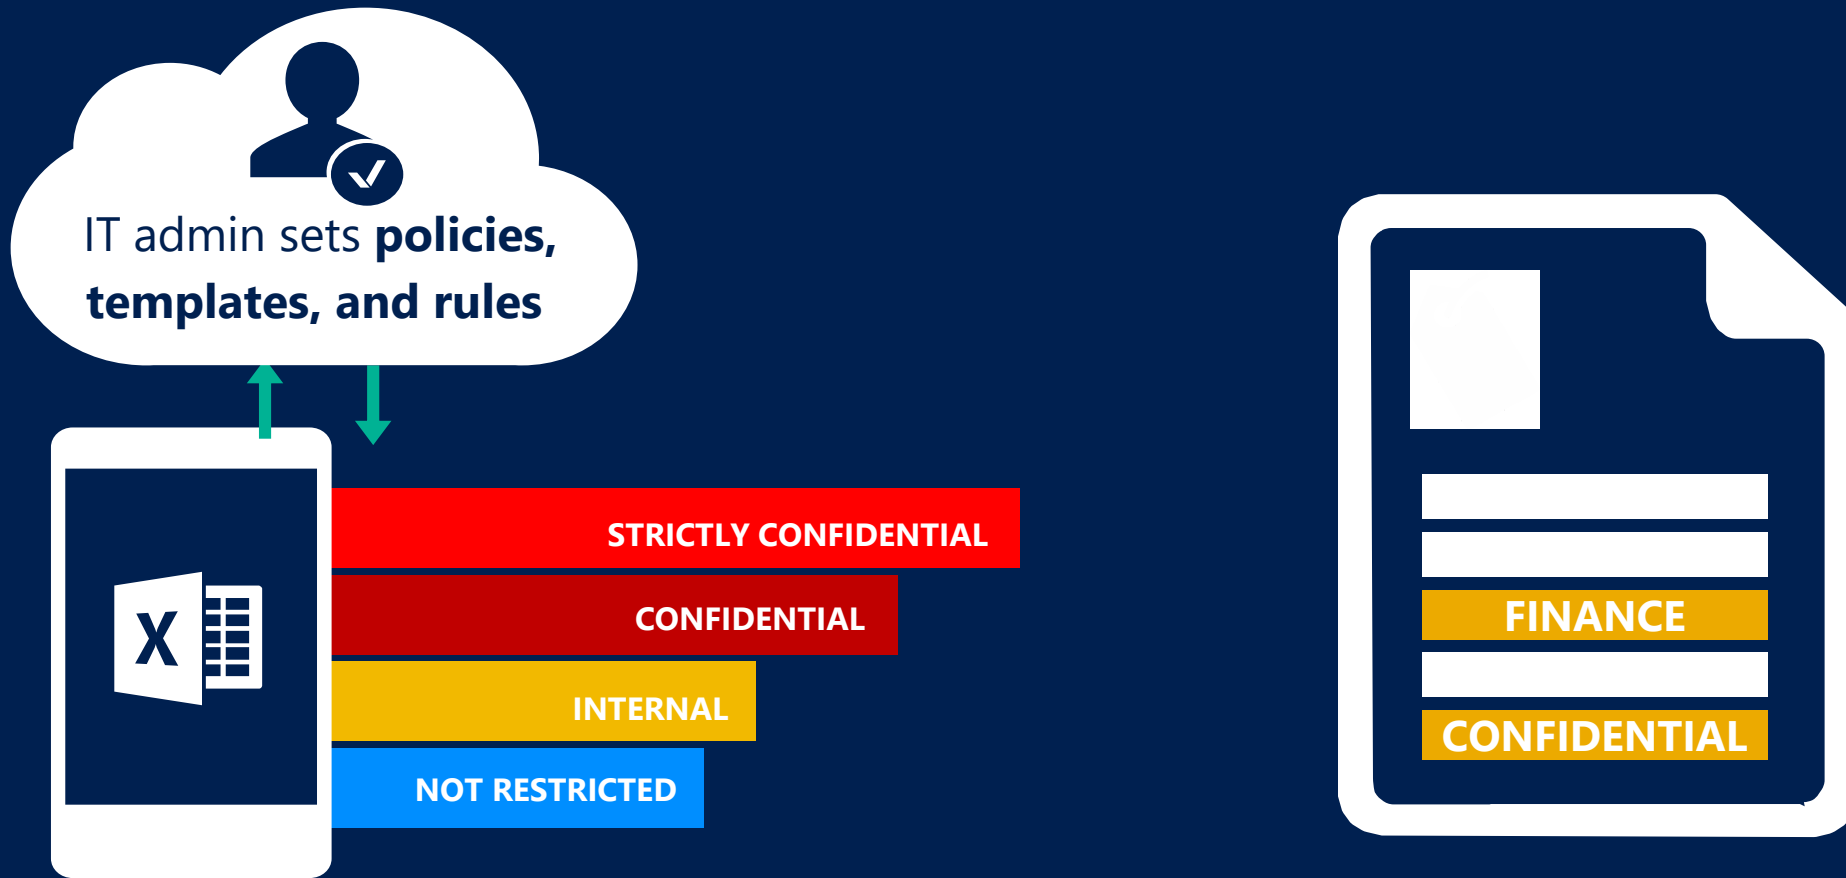 IT admin sets policies,
templates, and rules
STRICTLY CONFIDENTIAL
CONFIDENTIAL
INTERNAL
NOT RESTRICTED
X
FINANCE
CONFIDENTIAL